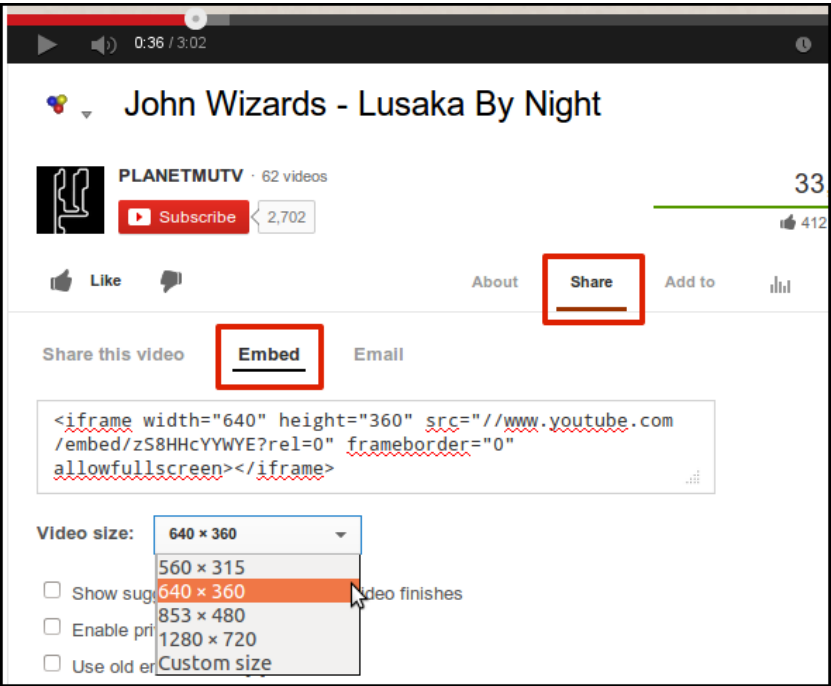 0:36 / 3:02
John Wizards - Lusaka By Night
PLANETMUTV · 62 videos
33
Subscribe 2,702
412
Like About Share Add to
Share this video Embed Email
<iframe width="640" height="360" src="//www.youtube.com
/embed/zS8HHcYYWYE?rel=0" frameborder="0"
allowfullscreen></iframe>
Video size: 640 × 360
560 × 315
Show 640 × 360 finishes
853 × 480
Enable
1280 × 720
Use old Custom size